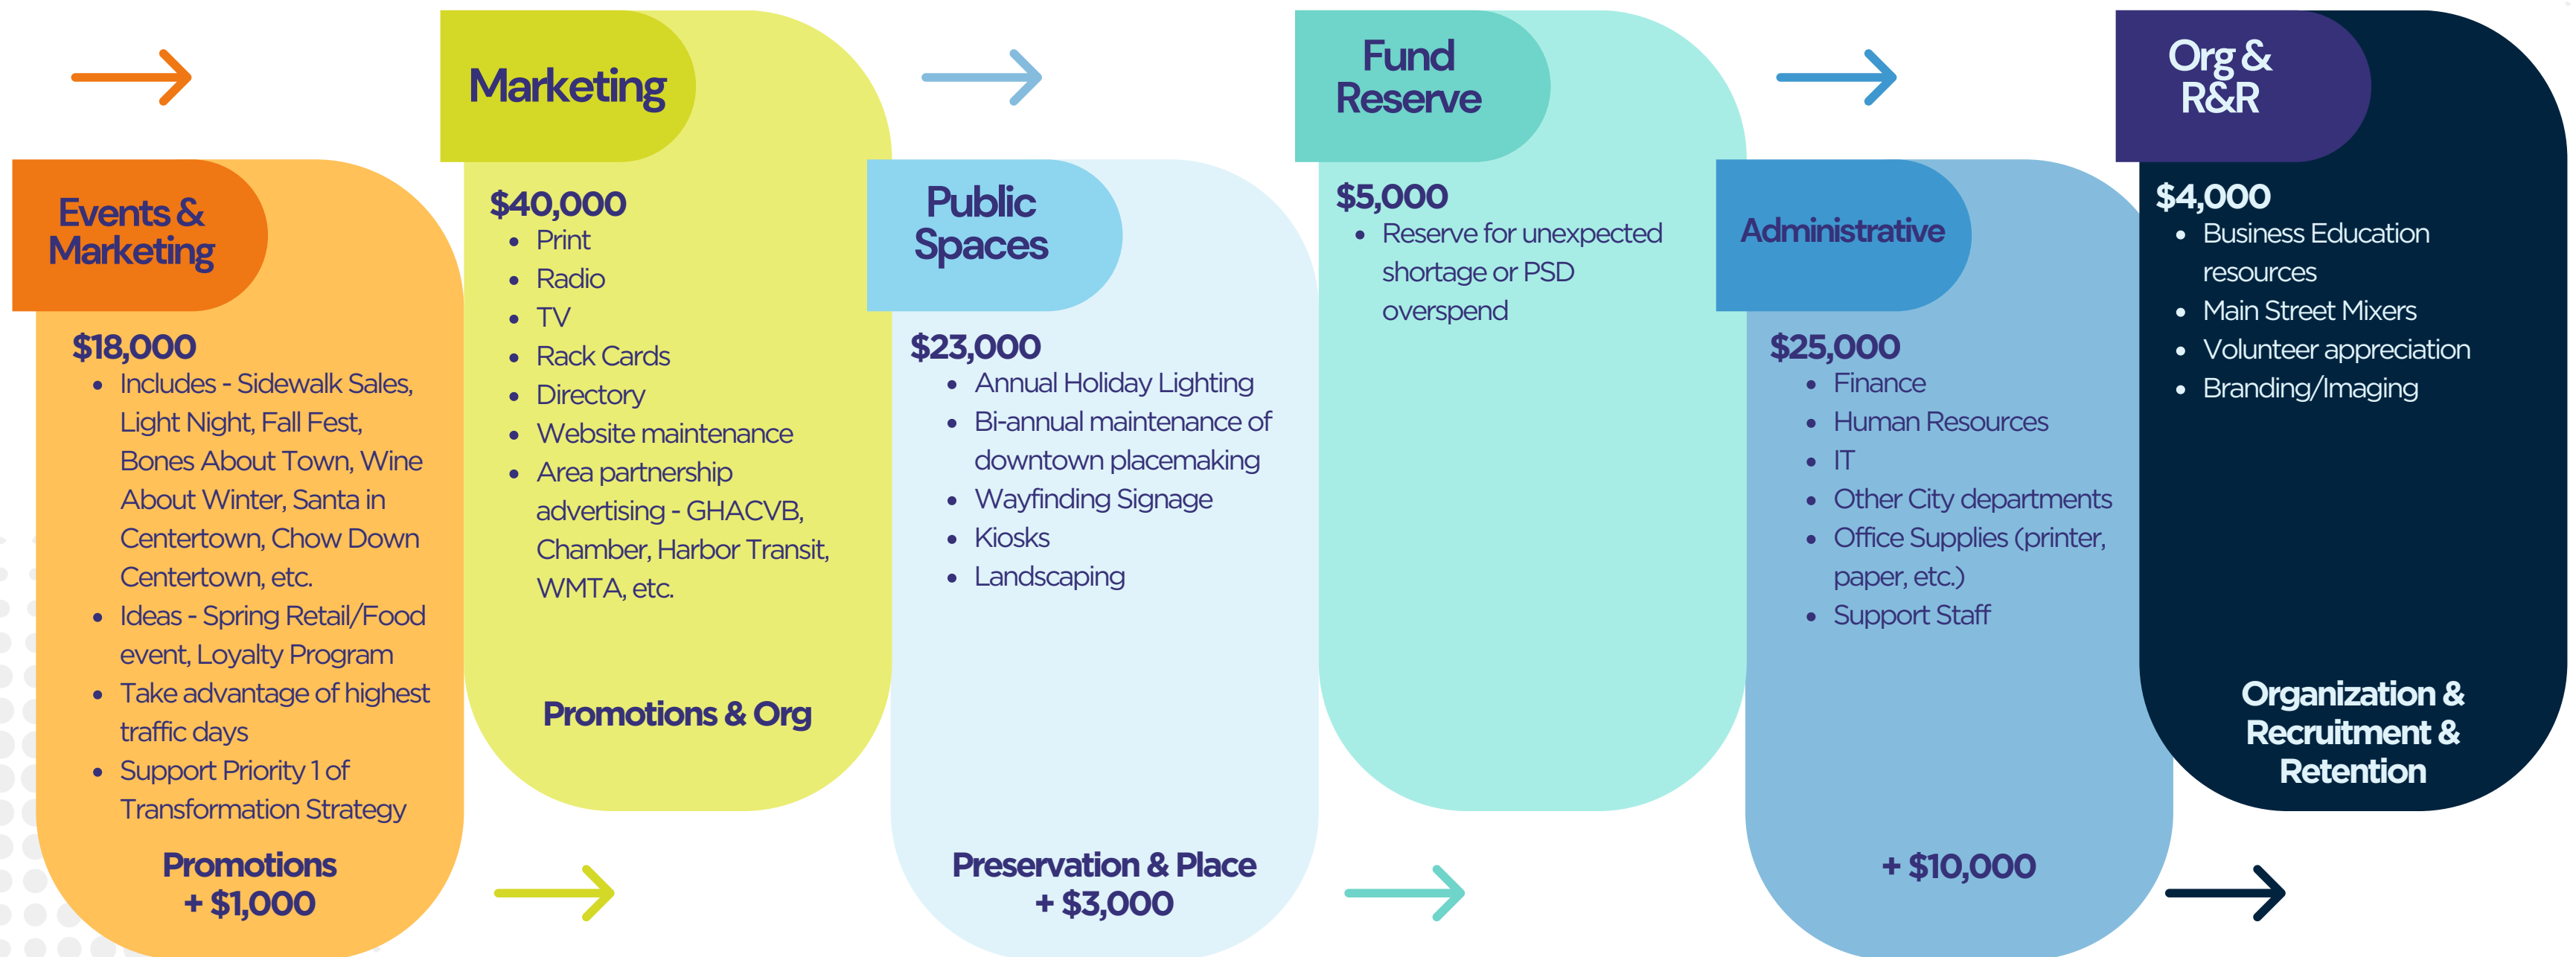 Events &
Marketing
$18,000
• Includes - Sidewalk Sales,
Light Night, Fall Fest,
Bones About Town, Wine
About Winter, Santa in
Centertown, Chow Down
Centertown, etc.
• Ideas - Spring Retail/Food
event, Loyalty Program
• Take advantage of highest
traffic days
• Support Priority 1 of
Transformation Strategy
Promotions
+ $1,000
Marketing
$40,000
• Print
• Radio
• TV
• Rack Cards
• Directory
• Website maintenance
• Area partnership
advertising - GHACVB,
Chamber, Harbor Transit,
WMTA, etc.
Promotions & Org
Public
Spaces
$23,000
• Annual Holiday Lighting
• Bi-annual maintenance of
downtown placemaking
• Wayfinding Signage
• Kiosks
• Landscaping
Preservation & Place
+ $3,000
Fund
Reserve
$5,000
• Reserve for unexpected
shortage or PSD
overspend
Administrative
$25,000
• Finance
• Human Resources
• IT
• Other City departments
• Office Supplies (printer,
paper, etc.)
• Support Staff
+ $10,000
Org &
R&R
$4,000
• Business Education
resources
• Main Street Mixers
• Volunteer appreciation
• Branding/Imaging
Organization &
Recruitment &
Retention